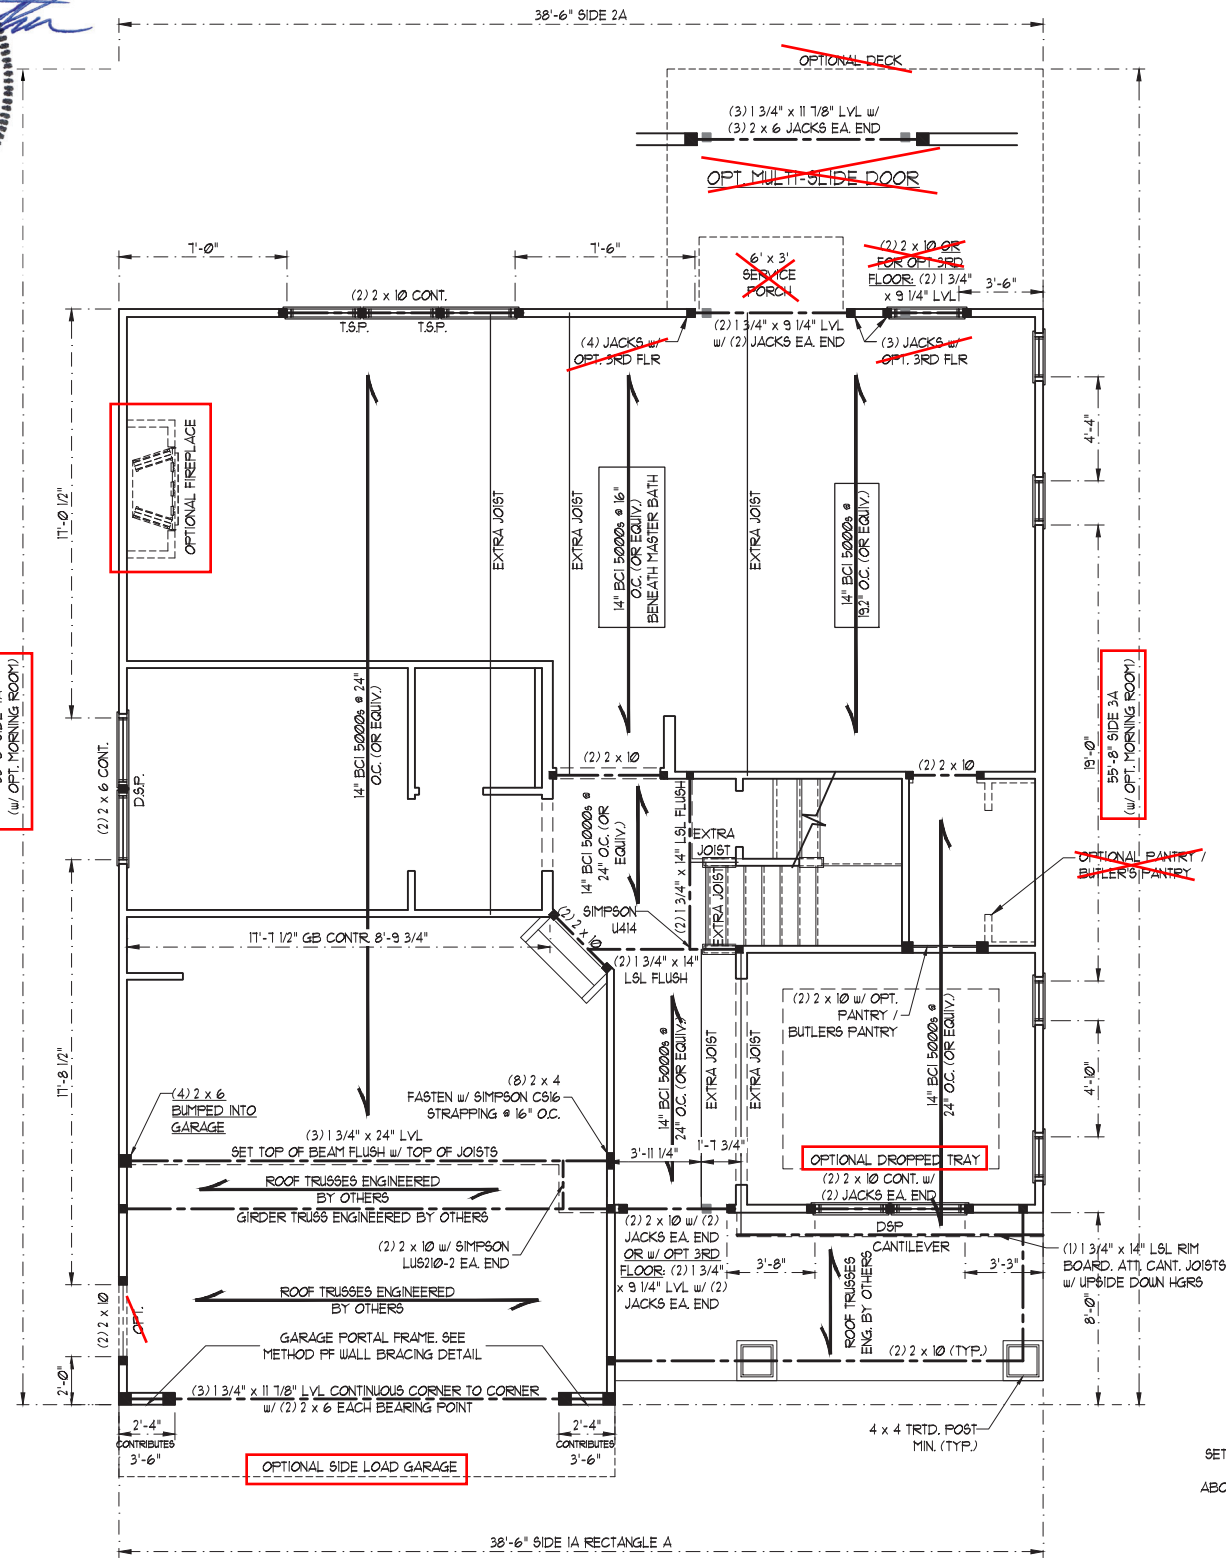 38'-6" SIDE 2A
OPTIONAL DECK
(3) 1 3/4" x 11 7/8" LVL w/
(3) 2 x 6 JACKS EA. END
OPT. MULTI-SLIDE DOOR
7'-0"
7'-6"
6' x 3'
SERVICE
PORCH
(2) 2 x 10 OR
FOR OPT 3RD
FLOOR: (2) 1 3/4"
x 9 1/4" LVL
3'-6"
(2) 2 x 10 CONT.
T.S.P.
T.S.P.
(2) 1 3/4" x 9 1/4" LVL
w/ (2) JACKS EA. END
(4) JACKS w/
OPT. 3RD FLR
(3) JACKS w/
OPT. 3RD FLR
17'-0 1/2"
OPTIONAL FIREPLACE
EXTRA JOIST
EXTRA JOIST
14" BCI 5000s @ 16"
O.C. (OR EQUIV.)
BENEATH MASTER BATH
EXTRA JOIST
14" BCI 5000s @
19.2" O.C. (OR EQUIV.)
4'-4"
(w/ OPT. MORNING ROOM)
14" BCI 5000s @ 24"
O.C. (OR EQUIV.)
19'-0"
55'-8" SIDE 3A
(w/ OPT. MORNING ROOM)
(2) 2 x 6 CONT.
D.S.P.
(2) 2 x 10
(2) 2 x 10
14" BCI 5000s @
24" O.C. (OR
EQUIV.)
(2) 1 3/4" x 14" LSL FLUSH
EXTRA
JOIST
EXTRA JOIST
OPTIONAL PANTRY /
BUTLER'S PANTRY
SIMPSON
U414
(2) 2 x 10
17'-7 1/2" GB CONTR. 8'-9 3/4"
(2) 1 3/4" x 14"
LSL FLUSH
(2) 2 x 10 w/ OPT.
PANTRY /
BUTLERS PANTRY
14" BCI 5000s @
24" O.C. (OR EQUIV.)
14" BCI 5000s @
24" O.C. (OR EQUIV.)
EXTRA JOIST
EXTRA JOIST
17'-8 1/2"
4'-10"
(4) 2 x 6
BUMPED INTO
GARAGE
(8) 2 x 4
FASTEN w/ SIMPSON CS16
STRAPPING @ 16" O.C.
(3) 1 3/4" x 24" LVL
SET TOP OF BEAM FLUSH w/ TOP OF JOISTS
3'-11 1/4"
1'-7 3/4"
OPTIONAL DROPPED TRAY
(2) 2 x 10 CONT. w/
(2) JACKS EA. END
ROOF TRUSSES ENGINEERED
BY OTHERS
GIRDER TRUSS ENGINEERED BY OTHERS
(2) 2 x 10 w/ SIMPSON
LUS210-2 EA. END
(2) 2 x 10 w/ (2)
JACKS EA. END
OR w/ OPT 3RD
FLOOR: (2) 1 3/4"
x 9 1/4" LVL w/ (2)
JACKS EA. END
DSP
CANTILEVER
3'-8"
3'-3"
(1) 1 3/4" x 14" LSL RIM
BOARD. ATT. CANT. JOISTS
w/ UPSIDE DOWN HGRS
8'-0"
ROOF TRUSSES
ENG. BY OTHERS
ROOF TRUSSES ENGINEERED
BY OTHERS
(2) 2 x 10
OPT.
GARAGE PORTAL FRAME. SEE
METHOD PF WALL BRACING DETAIL
(2) 2 x 10 (TYP.)
2'-0"
(3) 1 3/4" x 11 7/8" LVL CONTINUOUS CORNER TO CORNER
w/ (2) 2 x 6 EACH BEARING POINT
2'-4"
CONTRIBUTES
3'-6"
2'-4"
CONTRIBUTES
3'-6"
4 x 4 TRTD. POST
MIN. (TYP.)
OPTIONAL SIDE LOAD GARAGE
SET
ABO
38'-6" SIDE 1A RECTANGLE A